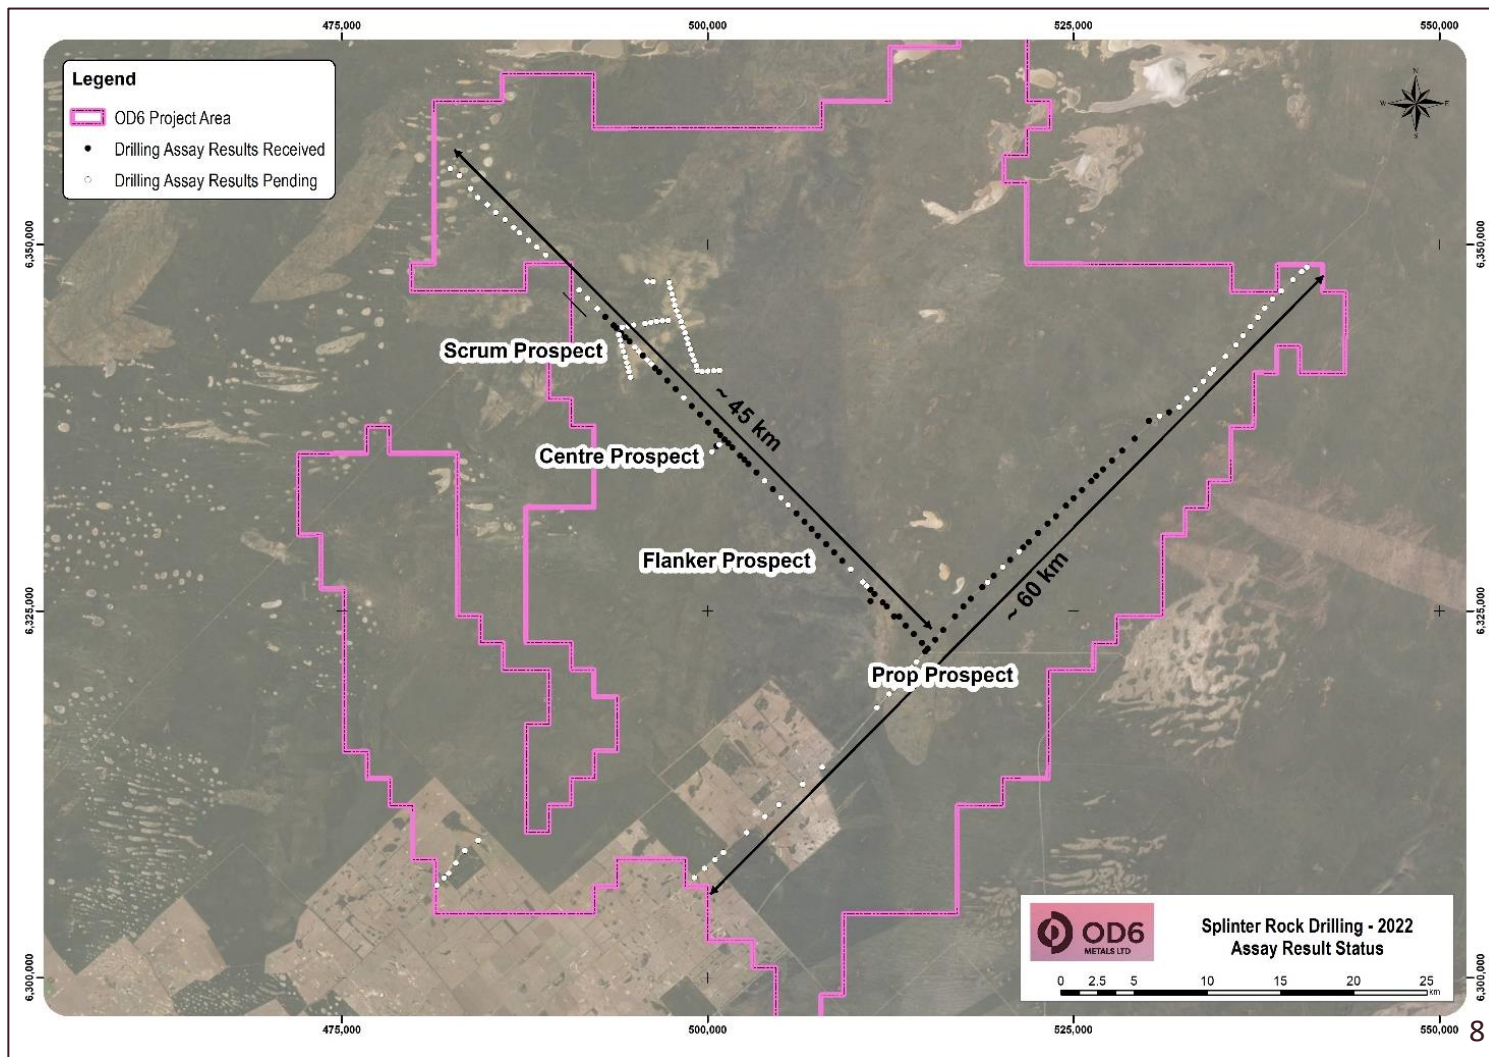 475,000
500,000
525,000
550,000
Legend
OD6 Project Area
Drilling Assay Results Received
Drilling Assay Results Pending
N
W
E
S
6,350,000
6,350,000
Scrum Prospect
~ 45 km
Centre Prospect
Flanker Prospect
~ 60 km
6,325,000
6,325,000
Prop Prospect
OD6
METALS LTD
Splinter Rock Drilling - 2022
Assay Result Status
0 2.5 5 10 15 20 25
km
6,300,000
6,300,000
475,000
500,000
525,000
550,000
8